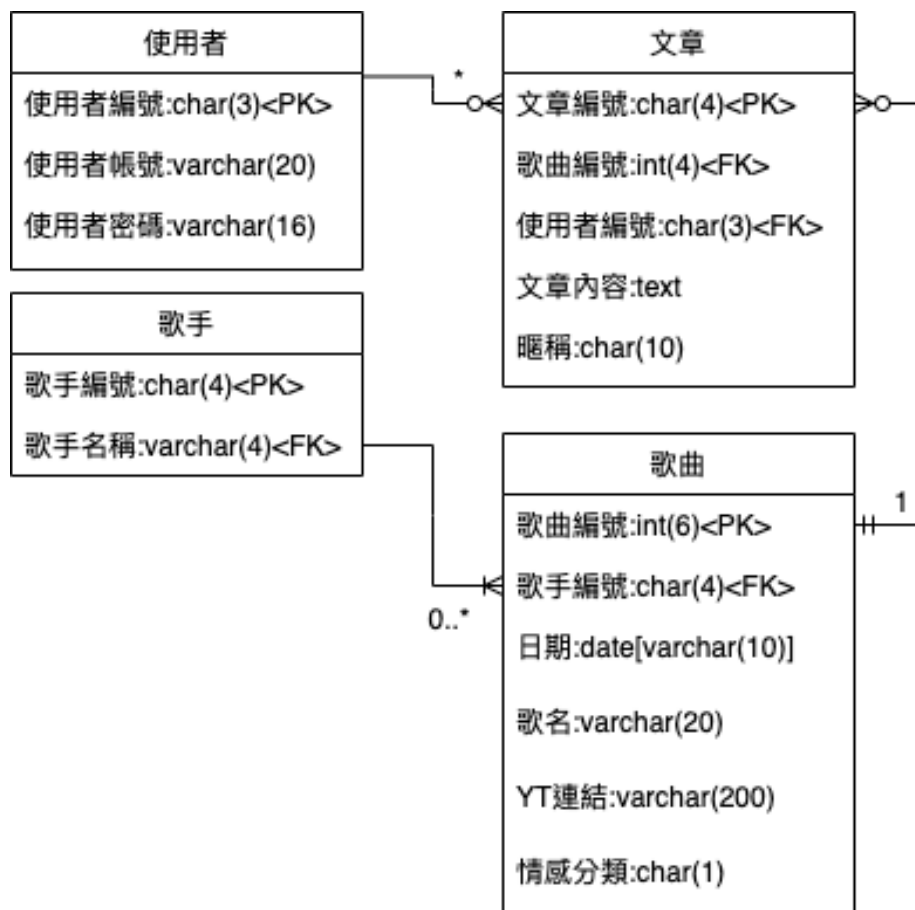 使用者
使用者編號:char(3)<PK>
使用者帳號:varchar(20)
使用者密碼:varchar(16)
歌手
歌手編號:char(4)<PK>
歌手名稱:varchar(4)<FK>
*
文章
文章編號:char(4)<PK>
歌曲編號:int(4)<FK>
使用者編號:char(3)<FK>
文章內容:text
暱稱:char(10)
0..*
歌曲
歌曲編號:int(6)<PK>
歌手編號:char(4)<FK>
日期:date[varchar(10)]
歌名:varchar(20)
YT連結:varchar(200)
情感分類:char(1)
1